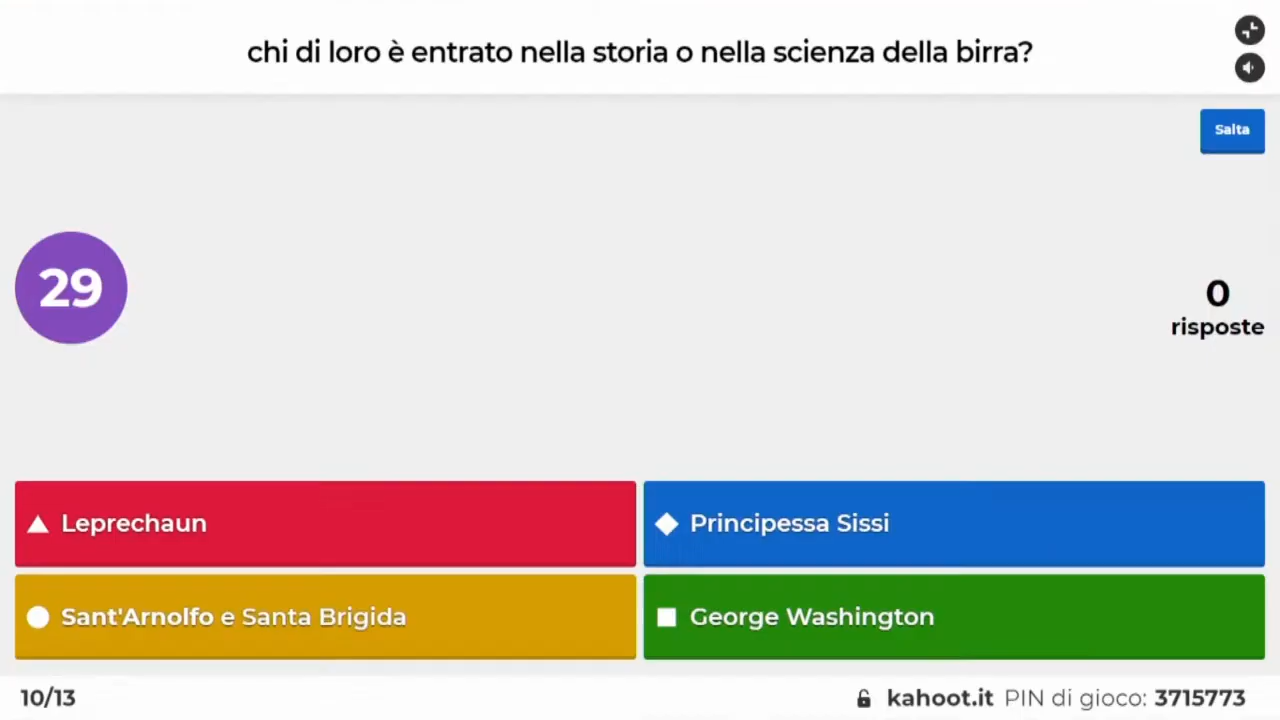 chi di loro è entrato nella storia o nella scienza della birra?
Salta
29
0
risposte
Leprechaun
Principessa Sissi
Sant'Arnolfo e Santa Brigida
George Washington
10/13
kahoot.it PIN di gioco: 3715773